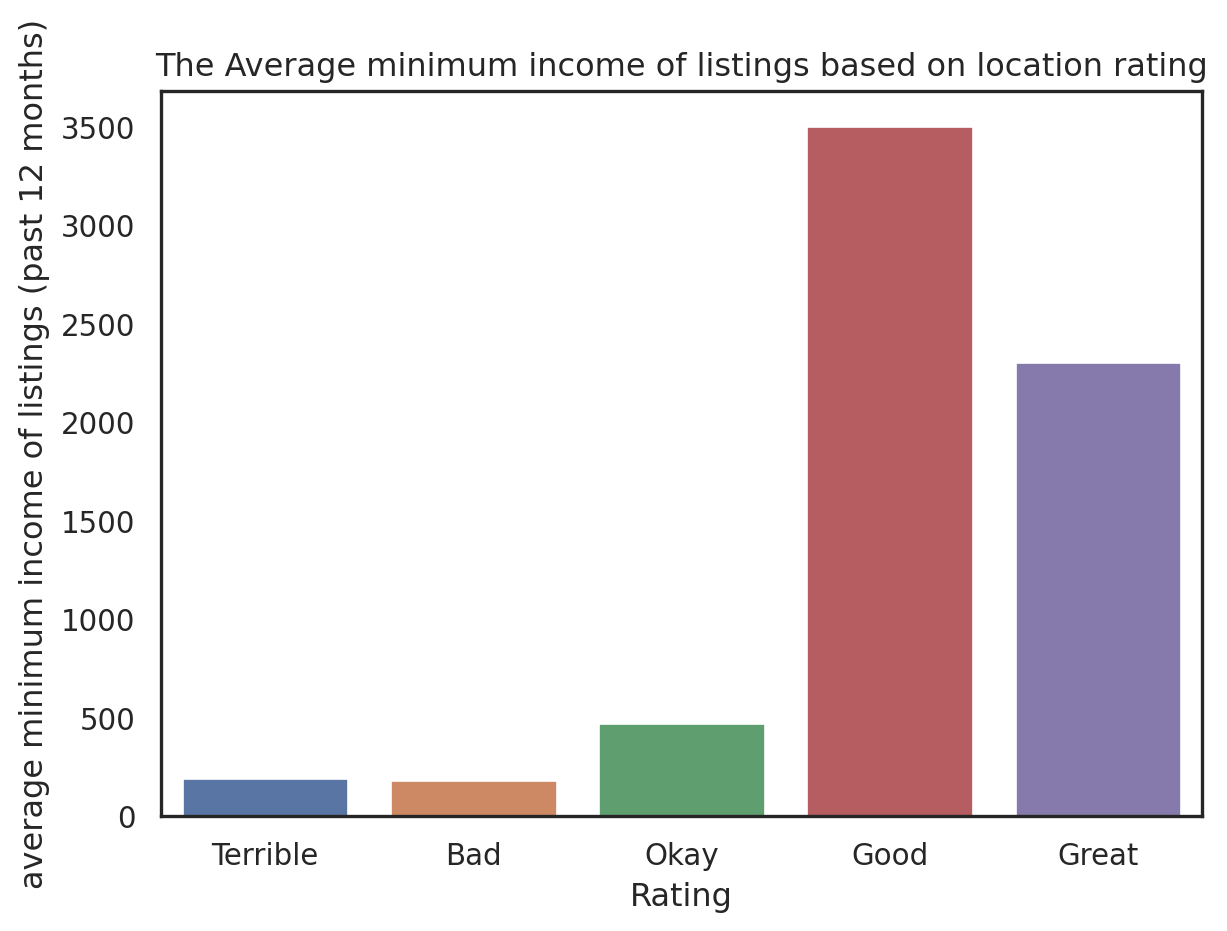 The Average minimum income of listings based on location rating
average minimum income of listings (past 12 months)
3500
3000
2500
2000
1500
1000
500
0
Terrible Bad Okay Good Great
Rating